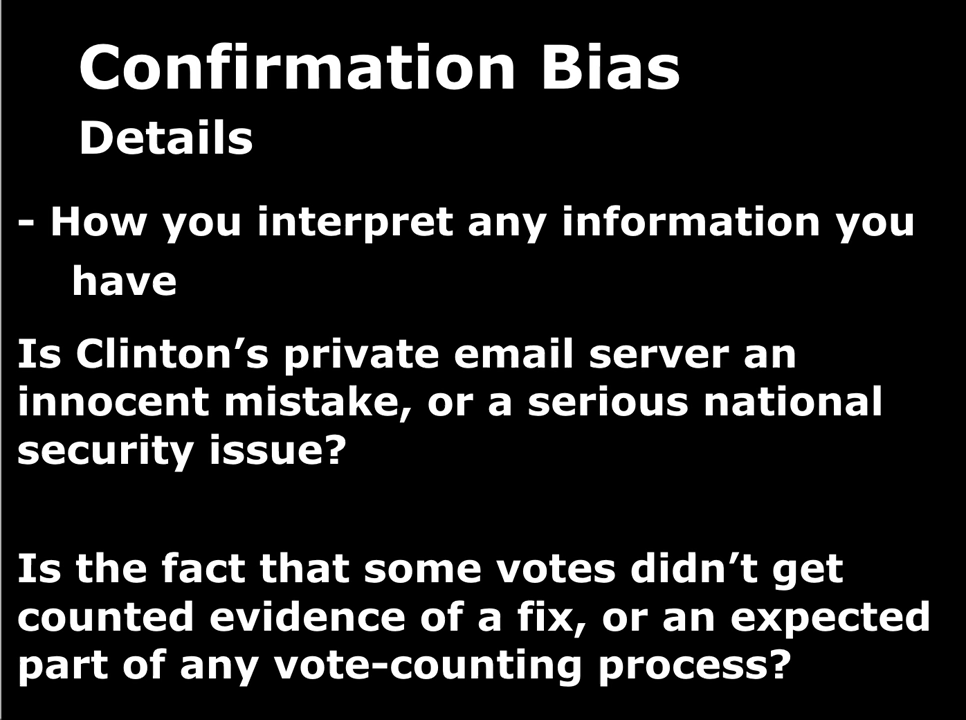 Confirmation Bias
Details
- How you interpret any information you
have
Is Clinton’s private email server an
innocent mistake, or a serious national
security issue?
Is the fact that some votes didn’t get
counted evidence of a fix, or an expected
part of any vote-counting process?